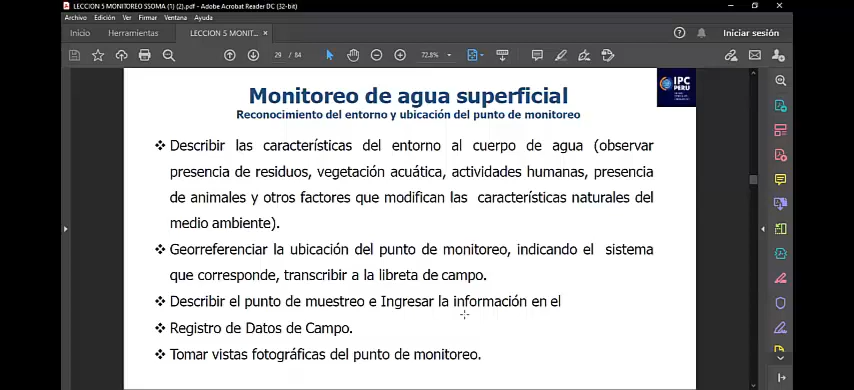 LECCION 5 MONITOREO SSOMA (1) (2).pdf - Adobe Acrobat Reader DC (32-bit)
Archivo Edición Ver Firmar Ventana Ayuda
Inicio Herramientas LECCION 5 MONIT... × Iniciar sesión
29 / 84 72.8%
IPC
PERU
Monitoreo de agua superficial
Reconocimiento del entorno y ubicación del punto de monitoreo
❖ Describir las características del entorno al cuerpo de agua (observar
presencia de residuos, vegetación acuática, actividades humanas, presencia
de animales y otros factores que modifican las características naturales del
medio ambiente).
❖ Georreferenciar la ubicación del punto de monitoreo, indicando el sistema
que corresponde, transcribir a la libreta de campo.
❖ Describir el punto de muestreo e Ingresar la información en el
❖ Registro de Datos de Campo.
❖ Tomar vistas fotográficas del punto de monitoreo.